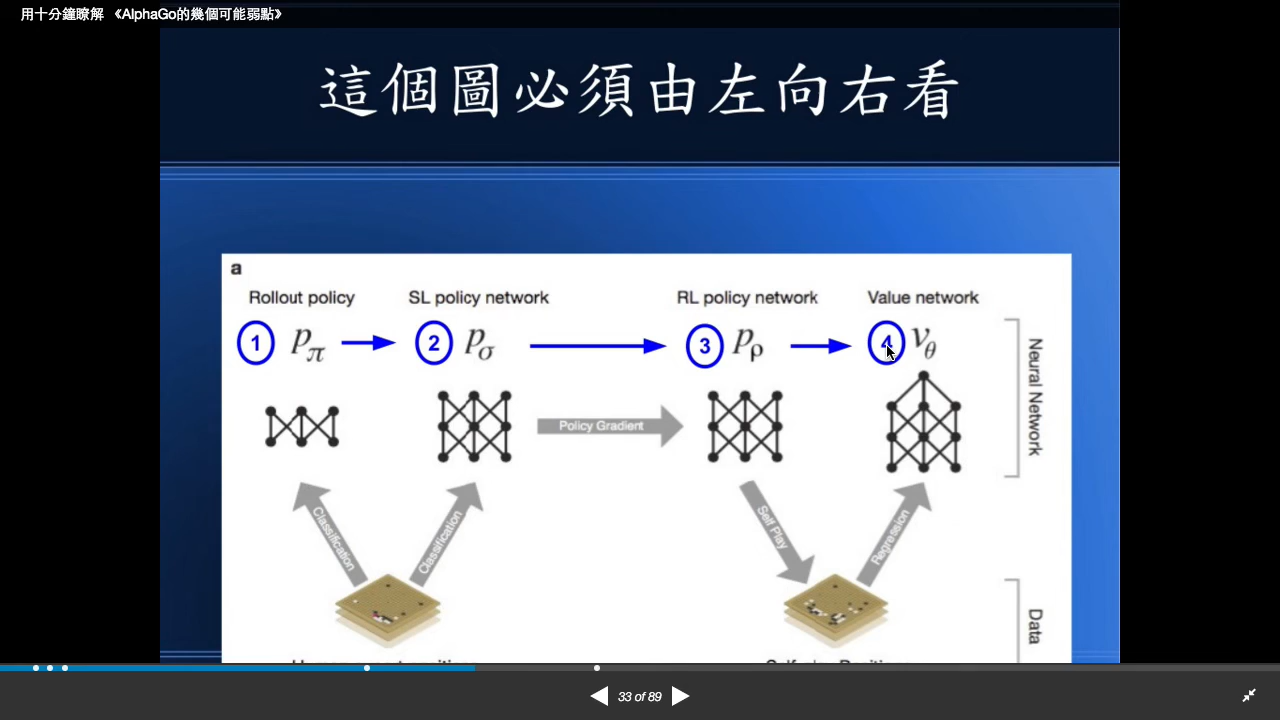 用十分鐘瞭解 《AlphaGo的幾個可能弱點》
這個圖必須由左向右看
a
Rollout policy SL policy network RL policy network Value network
1 pπ 2 pσ 3 pρ 4 vθ
Neural Network
Policy Gradient
Classification Classification Self Play Regression
Data
33 of 89